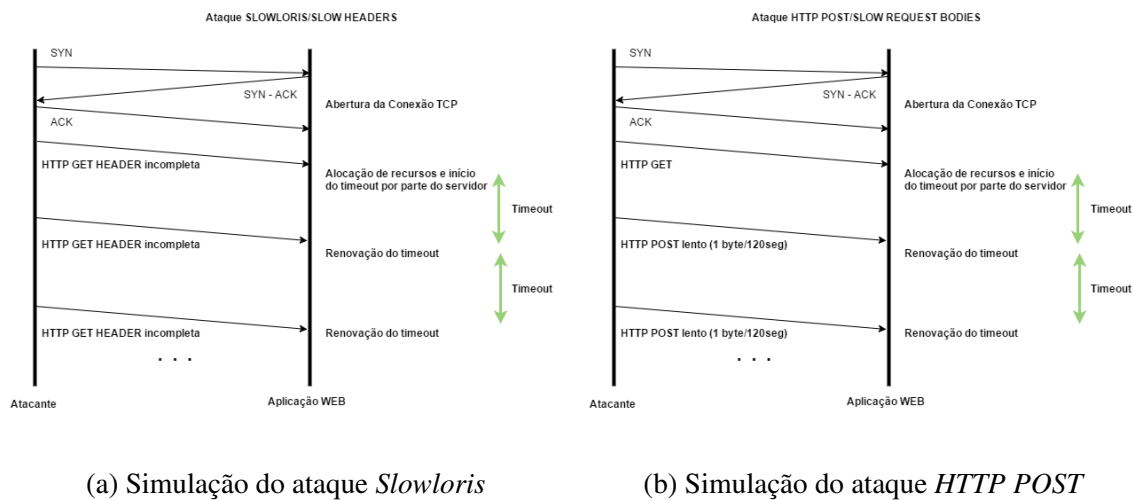 Ataque SLOWLORIS/SLOW HEADERS
SYN
SYN - ACK
Abertura da Conexão TCP
ACK
HTTP GET HEADER incompleta
Alocação de recursos e início
do timeout por parte do servidor
Timeout
HTTP GET HEADER incompleta
Renovação do timeout
Timeout
HTTP GET HEADER incompleta
Renovação do timeout
. . .
Atacante
Aplicação WEB
(a) Simulação do ataque Slowloris
Ataque HTTP POST/SLOW REQUEST BODIES
SYN
SYN - ACK
Abertura da Conexão TCP
ACK
HTTP GET
Alocação de recursos e início
do timeout por parte do servidor
Timeout
HTTP POST lento (1 byte/120seg)
Renovação do timeout
Timeout
HTTP POST lento (1 byte/120seg)
Renovação do timeout
. . .
Atacante
Aplicação WEB
(b) Simulação do ataque HTTP POST